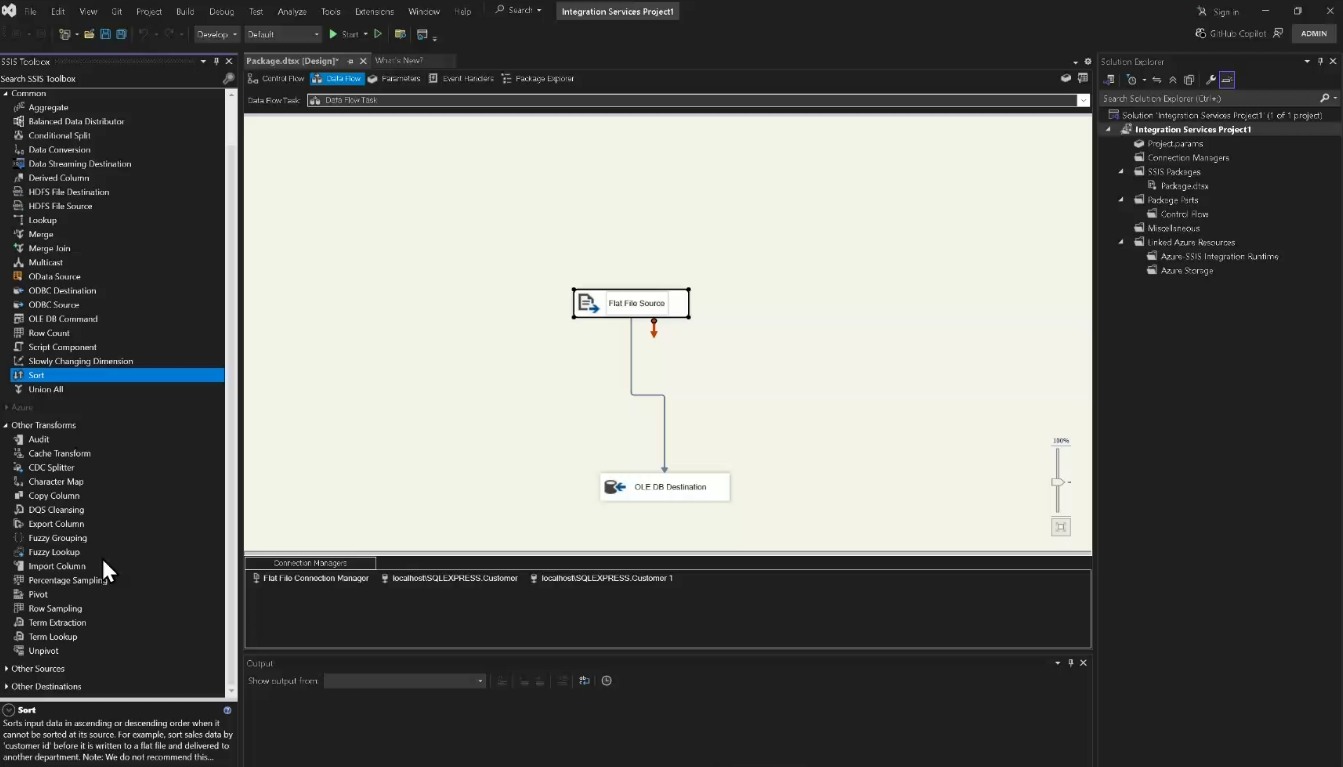 File Edit View Git Project Build Debug Test Analyze Tools Extensions Window Help Search Integration Services Project1 Sign in
Develop Default Start GitHub Copilot ADMIN
SSIS Toolbox
Search SSIS Toolbox
Common
Aggregate
Balanced Data Distributor
Conditional Split
Data Conversion
Data Streaming Destination
Derived Column
HDFS File Destination
HDFS File Source
Lookup
Merge
Merge Join
Multicast
OData Source
ODBC Destination
ODBC Source
OLE DB Command
Row Count
Script Component
Slowly Changing Dimension
Sort
Union All
Azure
Other Transforms
Audit
Cache Transform
CDC Splitter
Character Map
Copy Column
DQS Cleansing
Export Column
Fuzzy Grouping
Fuzzy Lookup
Import Column
Percentage Sampling
Pivot
Row Sampling
Term Extraction
Term Lookup
Unpivot
Other Sources
Other Destinations
Sort
Sorts input data in ascending or descending order when it
cannot be sorted at its source. For example, sort sales data by
'customer id' before it is written to a flat file and delivered to
another department. Note: We do not recommend this...
Package.dtsx [Design]* What's New?
Control Flow Data Flow Parameters Event Handlers Package Explorer
Data Flow Task: Data Flow Task
Flat File Source
OLE DB Destination
100%
Connection Managers
Flat File Connection Manager localhost\SQLEXPRESS.Customer localhost\SQLEXPRESS.Customer 1
Output
Show output from:
Solution Explorer
Search Solution Explorer (Ctrl+;)
Solution 'Integration Services Project1' (1 of 1 project)
Integration Services Project1
Project.params
Connection Managers
SSIS Packages
Package.dtsx
Package Parts
Control Flow
Miscellaneous
Linked Azure Resources
Azure-SSIS Integration Runtime
Azure Storage